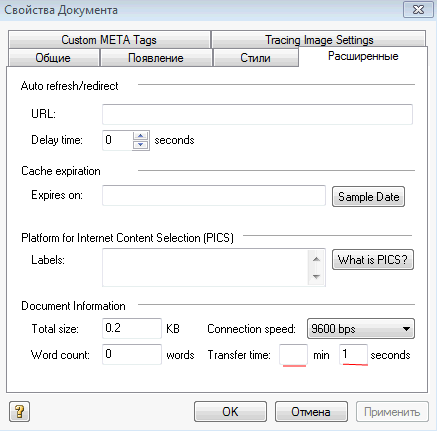 Свойства Документа
Custom META Tags Tracing Image Settings
Общие Появление Стили Расширенные
Auto refresh/redirect
URL:
Delay time: 0 seconds
Cache expiration
Expires on: Sample Date
Platform for Internet Content Selection (PICS)
Labels: What is PICS?
Document Information
Total size: 0.2 KB Connection speed: 9600 bps
Word count: 0 words Transfer time: min 1 seconds
? OK Отмена Применить